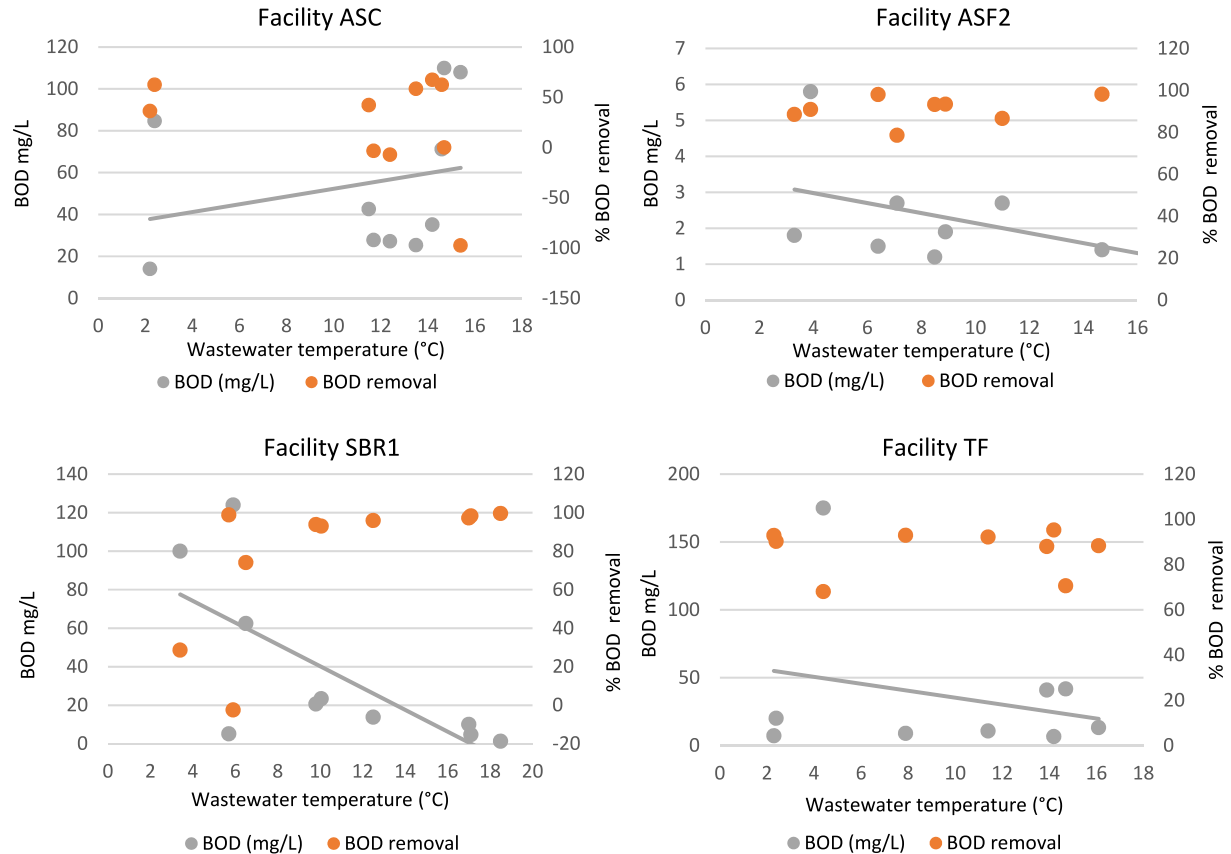 Facility ASC
120
100
80
60
40
20
0
100
50
0
-50
-100
-150
BOD mg/L
% BOD removal
0 2 4 6 8 10 12 14 16 18
Wastewater temperature (°C)
BOD (mg/L) BOD removal
Facility ASF2
7
6
5
4
3
2
1
0
120
100
80
60
40
20
0
BOD mg/L
% BOD removal
0 2 4 6 8 10 12 14 16
Wastewater temperature (°C)
BOD (mg/L) BOD removal
Facility SBR1
140
120
100
80
60
40
20
0
120
100
80
60
40
20
0
-20
BOD mg/L
% BOD removal
0 2 4 6 8 10 12 14 16 18 20
Wastewater temperature (°C)
BOD (mg/L) BOD removal
Facility TF
200
150
100
50
0
120
100
80
60
40
20
0
BOD mg/L
% BOD removal
0 2 4 6 8 10 12 14 16 18
Wastewater temperature (°C)
BOD (mg/L) BOD removal